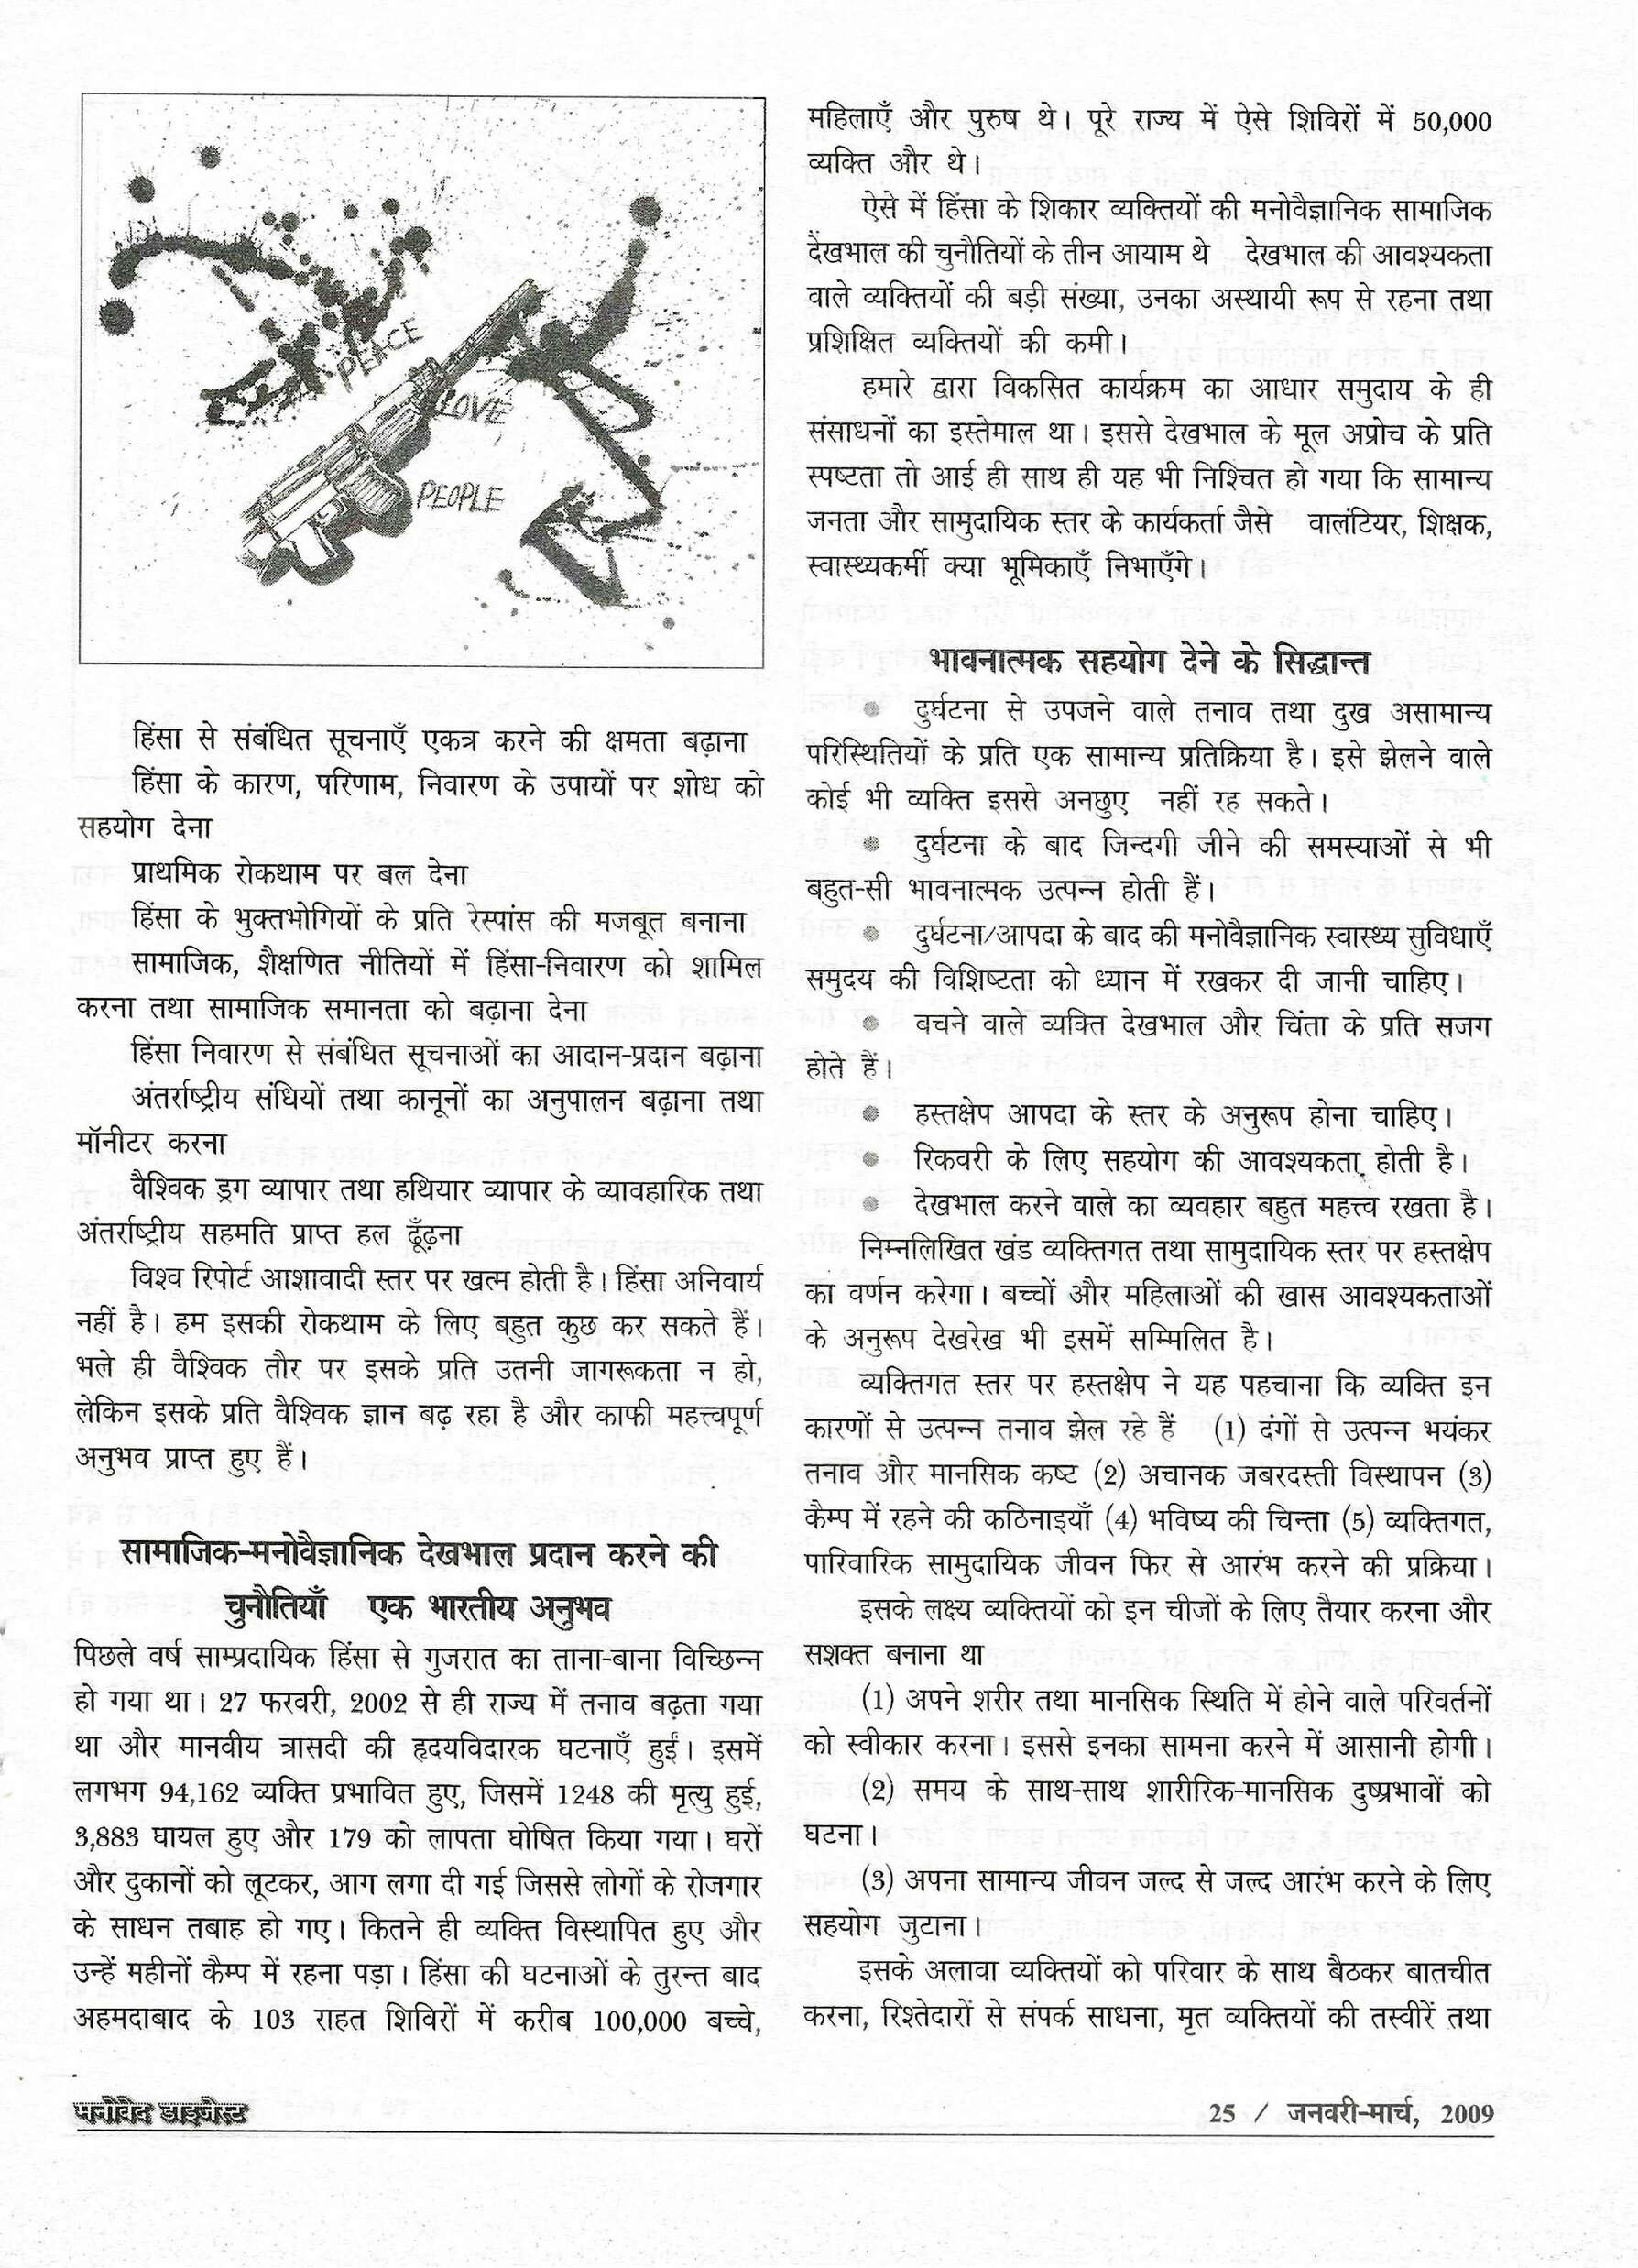 PEACE
LOVE
PEOPLE
हिंसा से संबंधित सूचनाएँ एकत्र करने की क्षमता बढ़ाना
हिंसा के कारण, परिणाम, निवारण के उपायों पर शोध को
सहयोग देना
प्राथमिक रोकथाम पर बल देना
हिंसा के भुक्तभोगियों के प्रति रेस्पांस की मजबूत बनाना
सामाजिक, शैक्षणित नीतियों में हिंसा-निवारण को शामिल
करना तथा सामाजिक समानता को बढ़ाना देना
हिंसा निवारण से संबंधित सूचनाओं का आदान-प्रदान बढ़ाना
अंतर्राष्ट्रीय संधियों तथा कानूनों का अनुपालन बढ़ाना तथा
मॉनीटर करना
वैश्विक ड्रग व्यापार तथा हथियार व्यापार के व्यावहारिक तथा
अंतर्राष्ट्रीय सहमति प्राप्त हल ढूँढ़ना
विश्व रिपोर्ट आशावादी स्तर पर खत्म होती है। हिंसा अनिवार्य
नहीं है। हम इसकी रोकथाम के लिए बहुत कुछ कर सकते हैं।
भले ही वैश्विक तौर पर इसके प्रति उतनी जागरूकता न हो,
लेकिन इसके प्रति वैश्विक ज्ञान बढ़ रहा है और काफी महत्त्वपूर्ण
अनुभव प्राप्त हुए हैं।
सामाजिक-मनोवैज्ञानिक देखभाल प्रदान करने की
चुनौतियाँ एक भारतीय अनुभव
पिछले वर्ष साम्प्रदायिक हिंसा से गुजरात का ताना-बाना विच्छिन्न
हो गया था। 27 फरवरी, 2002 से ही राज्य में तनाव बढ़ता गया
था और मानवीय त्रासदी की हृदयविदारक घटनाएँ हुईं। इसमें
लगभग 94,162 व्यक्ति प्रभावित हुए, जिसमें 1248 की मृत्यु हुई,
3,883 घायल हुए और 179 को लापता घोषित किया गया। घरों
और दुकानों को लूटकर, आग लगा दी गई जिससे लोगों के रोजगार
के साधन तबाह हो गए। कितने ही व्यक्ति विस्थापित हुए और
उन्हें महीनों कैम्प में रहना पड़ा। हिंसा की घटनाओं के तुरन्त बाद
अहमदाबाद के 103 राहत शिविरों में करीब 100,000 बच्चे,
महिलाएँ और पुरुष थे। पूरे राज्य में ऐसे शिविरों में 50,000
व्यक्ति और थे।
ऐसे में हिंसा के शिकार व्यक्तियों की मनोवैज्ञानिक सामाजिक
देखभाल की चुनौतियों के तीन आयाम थे देखभाल की आवश्यकता
वाले व्यक्तियों की बड़ी संख्या, उनका अस्थायी रूप से रहना तथा
प्रशिक्षित व्यक्तियों की कमी।
हमारे द्वारा विकसित कार्यक्रम का आधार समुदाय के ही
संसाधनों का इस्तेमाल था। इससे देखभाल के मूल अप्रोच के प्रति
स्पष्टता तो आई ही साथ ही यह भी निश्चित हो गया कि सामान्य
जनता और सामुदायिक स्तर के कार्यकर्ता जैसे वालंटियर, शिक्षक,
स्वास्थ्यकर्मी क्या भूमिकाएँ निभाएँगे।
भावनात्मक सहयोग देने के सिद्धान्त
● दुर्घटना से उपजने वाले तनाव तथा दुख असामान्य
परिस्थितियों के प्रति एक सामान्य प्रतिक्रिया है। इसे झेलने वाले
कोई भी व्यक्ति इससे अनछुए नहीं रह सकते।
● दुर्घटना के बाद जिन्दगी जीने की समस्याओं से भी
बहुत-सी भावनात्मक उत्पन्न होती हैं।
● दुर्घटना/आपदा के बाद की मनोवैज्ञानिक स्वास्थ्य सुविधाएँ
समुदय की विशिष्टता को ध्यान में रखकर दी जानी चाहिए।
● बचने वाले व्यक्ति देखभाल और चिंता के प्रति सजग
होते हैं।
● हस्तक्षेप आपदा के स्तर के अनुरूप होना चाहिए।
● रिकवरी के लिए सहयोग की आवश्यकता होती है।
● देखभाल करने वाले का व्यवहार बहुत महत्त्व रखता है।
निम्नलिखित खंड व्यक्तिगत तथा सामुदायिक स्तर पर हस्तक्षेप
का वर्णन करेगा। बच्चों और महिलाओं की खास आवश्यकताओं
के अनुरूप देखरेख भी इसमें सम्मिलित है।
व्यक्तिगत स्तर पर हस्तक्षेप ने यह पहचाना कि व्यक्ति इन
कारणों से उत्पन्न तनाव झेल रहे हैं (1) दंगों से उत्पन्न भयंकर
तनाव और मानसिक कष्ट (2) अचानक जबरदस्ती विस्थापन (3)
कैम्प में रहने की कठिनाइयाँ (4) भविष्य की चिन्ता (5) व्यक्तिगत,
पारिवारिक सामुदायिक जीवन फिर से आरंभ करने की प्रक्रिया।
इसके लक्ष्य व्यक्तियों को इन चीजों के लिए तैयार करना और
सशक्त बनाना था
(1) अपने शरीर तथा मानसिक स्थिति में होने वाले परिवर्तनों
को स्वीकार करना। इससे इनका सामना करने में आसानी होगी।
(2) समय के साथ-साथ शारीरिक-मानसिक दुष्प्रभावों को
घटना।
(3) अपना सामान्य जीवन जल्द से जल्द आरंभ करने के लिए
सहयोग जुटाना।
इसके अलावा व्यक्तियों को परिवार के साथ बैठकर बातचीत
करना, रिश्तेदारों से संपर्क साधना, मृत व्यक्तियों की तस्वीरें तथा
मनोवेद डाइजेस्ट
25 / जनवरी-मार्च, 2009